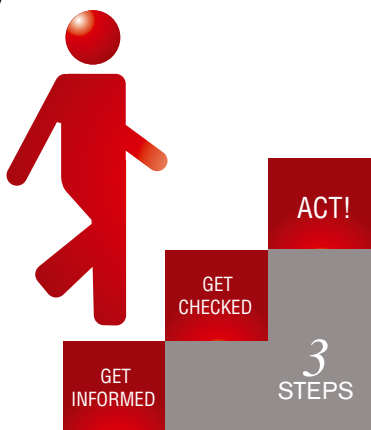 ACT!
GET
CHECKED
GET
INFORMED
3
STEPS